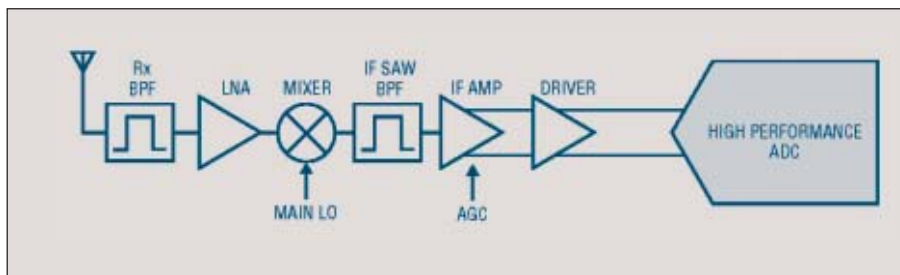 Rx
BPF
LNA
MIXER
IF SAW
BPF
IF AMP
DRIVER
HIGH PERFORMANCE
ADC
MAIN LO
AGC